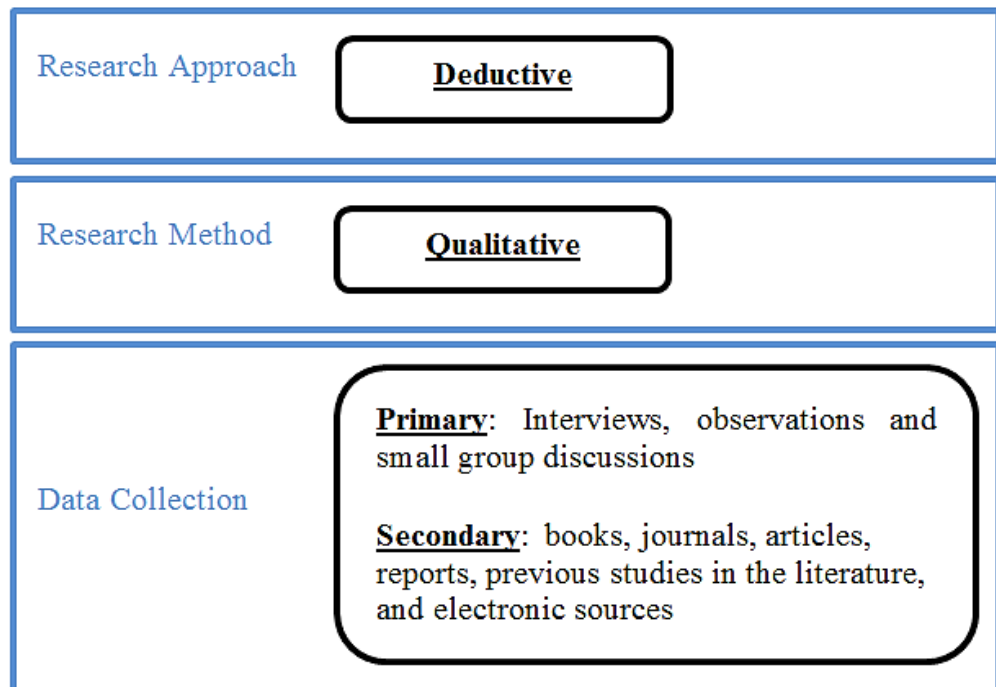 Research Approach
Deductive
Research Method
Qualitative
Data Collection
Primary: Interviews, observations and
small group discussions
Secondary: books, journals, articles,
reports, previous studies in the literature,
and electronic sources